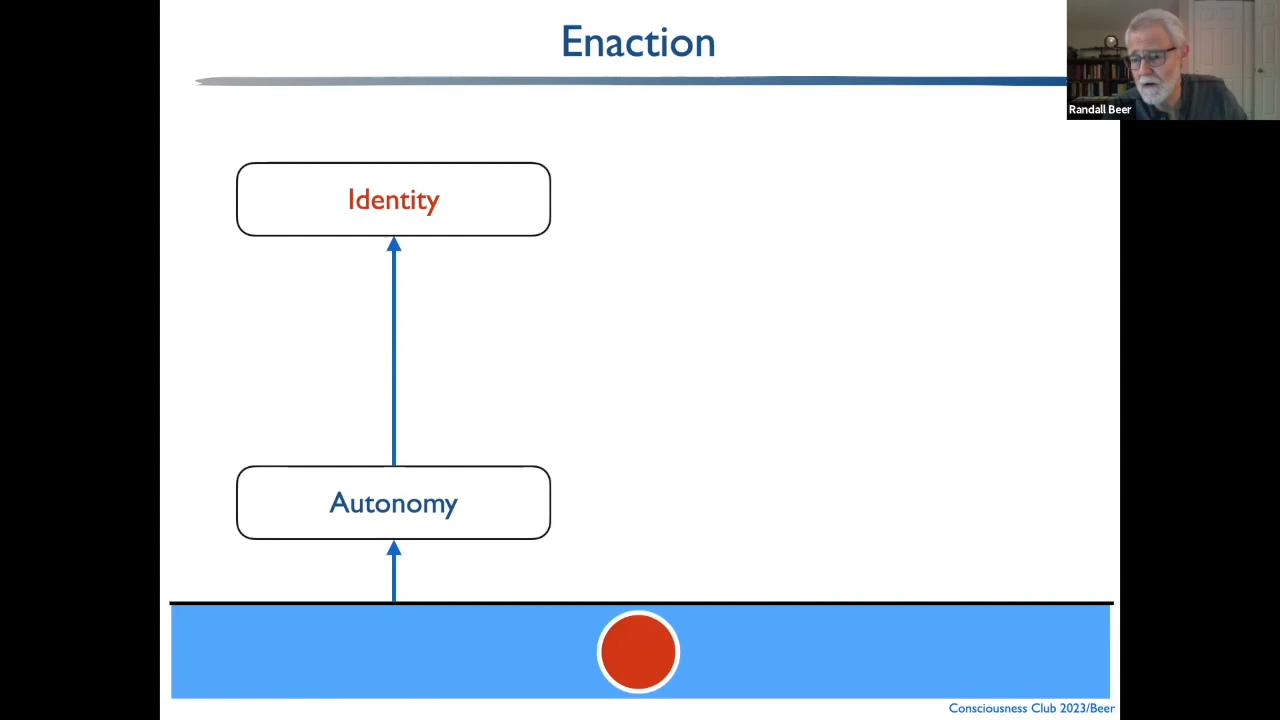 Enaction
Randall Beer
Identity
Autonomy
Consciousness Club 2023/Beer